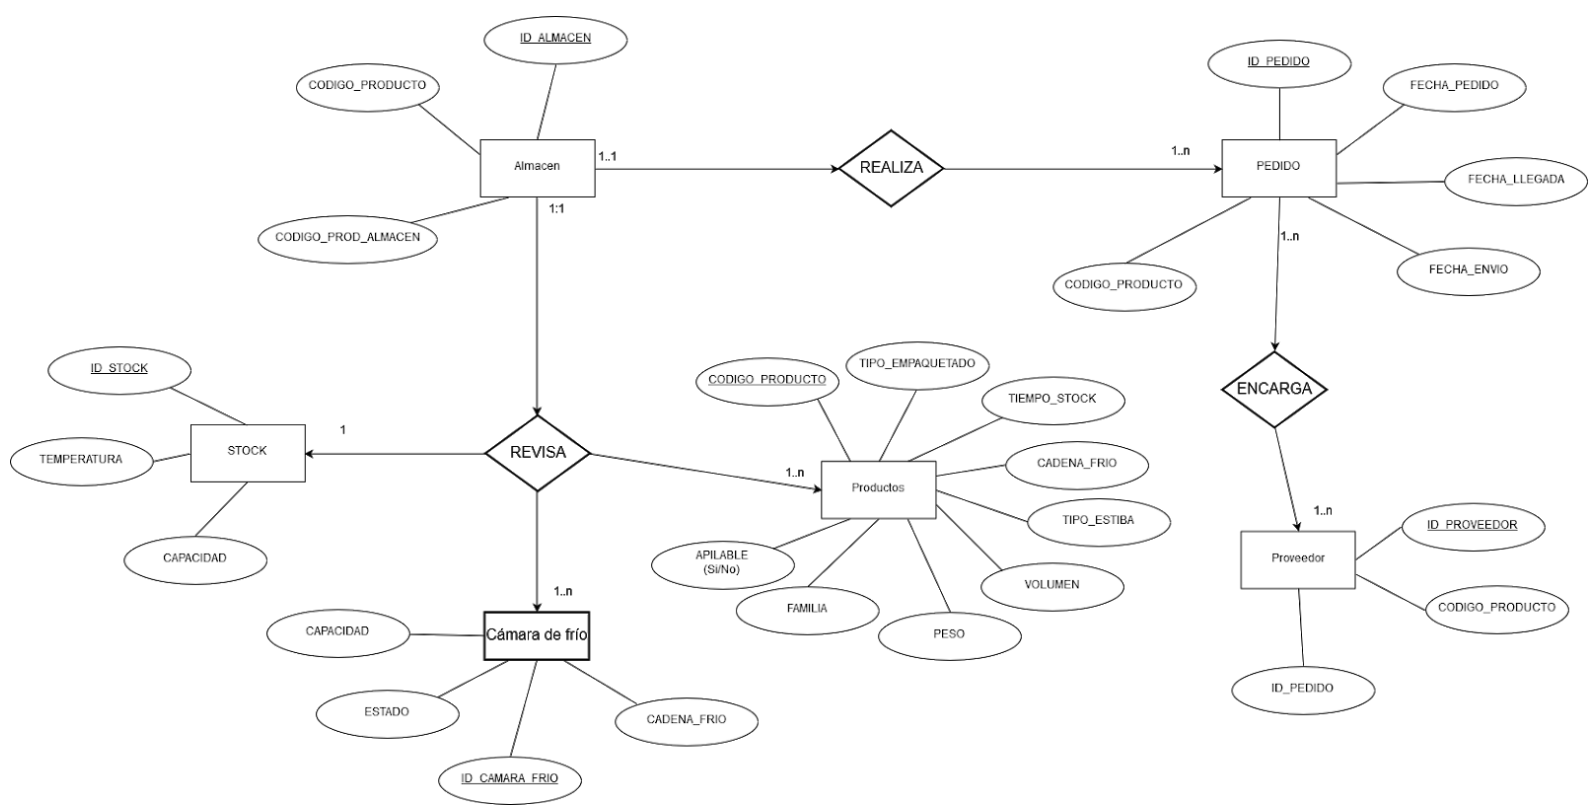 ID_ALMACEN
CODIGO_PRODUCTO
Almacen
1..1
1:1
CODIGO_PROD_ALMACEN
REALIZA
1..n
ID_PEDIDO
FECHA_PEDIDO
PEDIDO
FECHA_LLEGADA
1..n
CODIGO_PRODUCTO
FECHA_ENVIO
ID_STOCK
STOCK
1
TEMPERATURA
CAPACIDAD
REVISA
1..n
CODIGO_PRODUCTO
TIPO_EMPAQUETADO
TIEMPO_STOCK
CADENA_FRIO
Productos
TIPO_ESTIBA
APILABLE
(Si/No)
FAMILIA
PESO
VOLUMEN
ENCARGA
1..n
ID_PROVEEDOR
Proveedor
CODIGO_PRODUCTO
ID_PEDIDO
1..n
CAPACIDAD
Cámara de frío
ESTADO
CADENA_FRIO
ID_CAMARA_FRIO